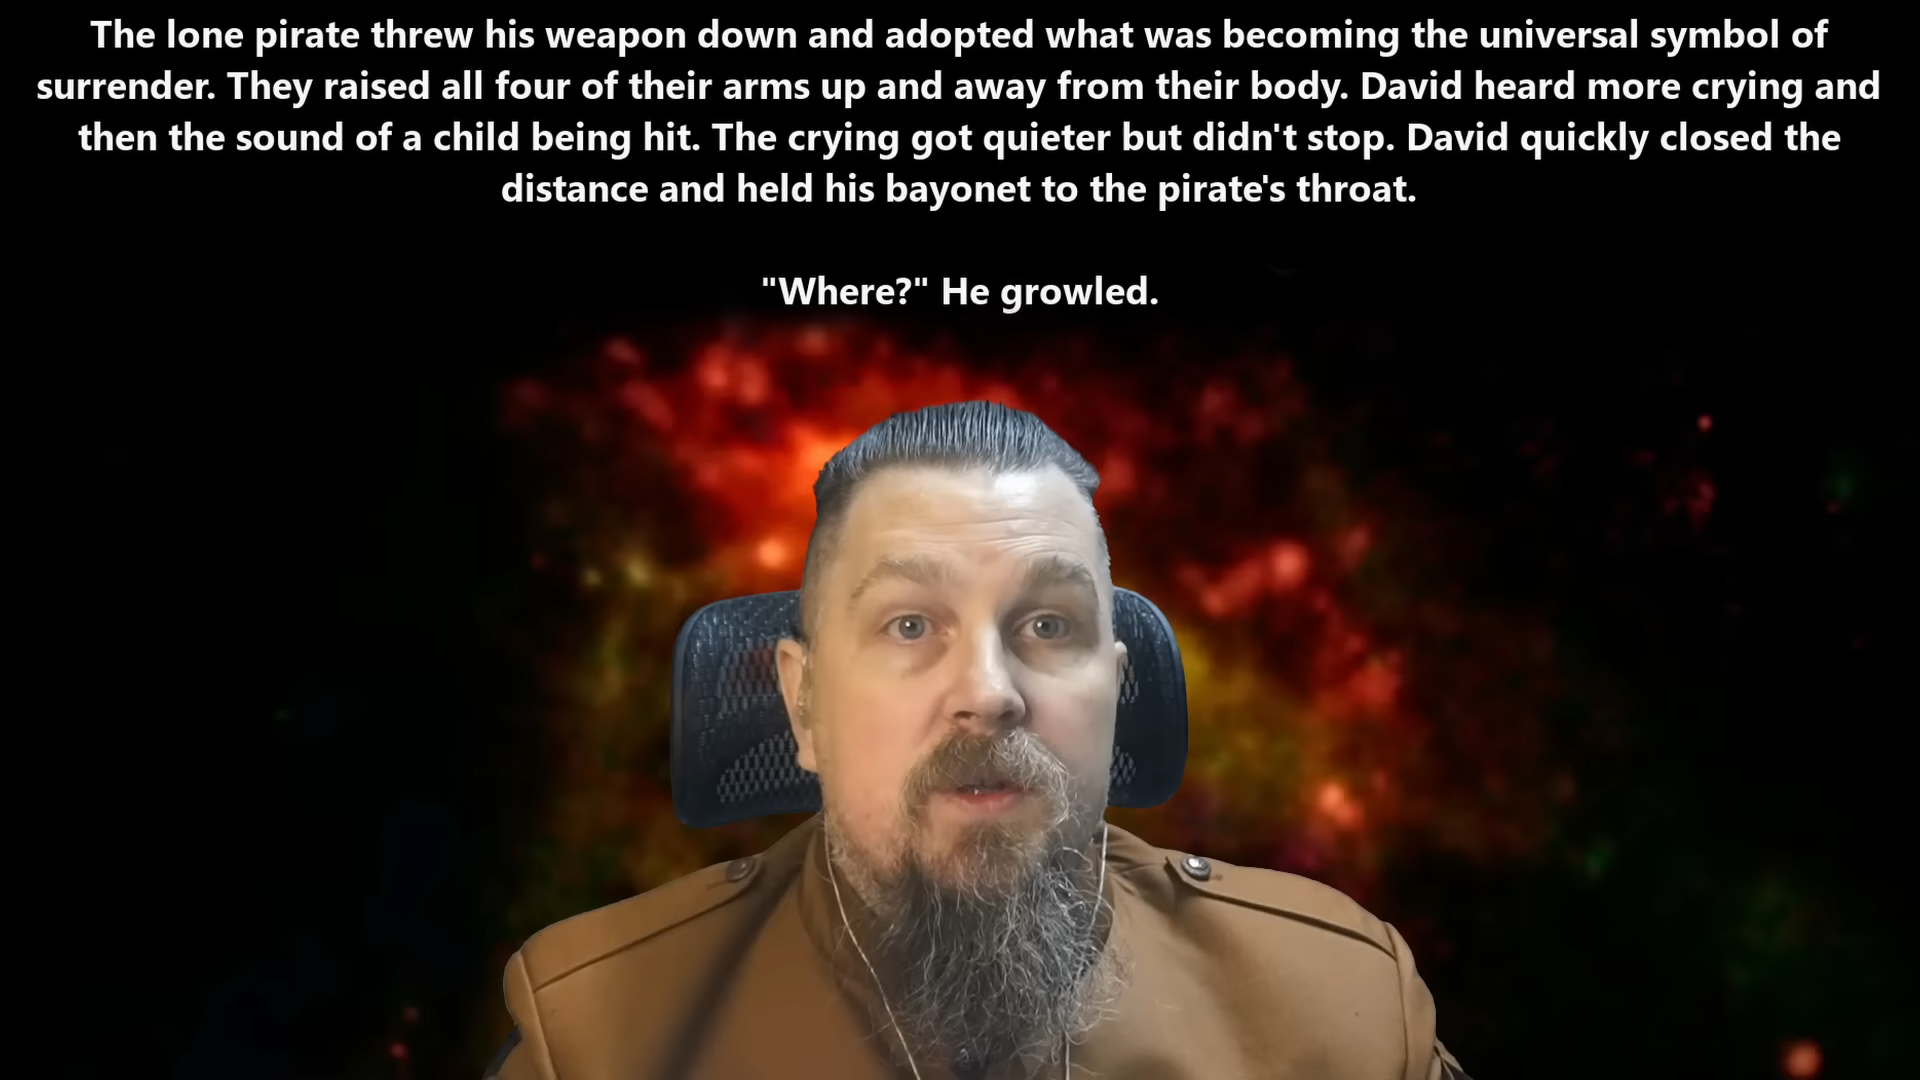 The lone pirate threw his weapon down and adopted what was becoming the universal symbol of
surrender. They raised all four of their arms up and away from their body. David heard more crying and
then the sound of a child being hit. The crying got quieter but didn't stop. David quickly closed the
distance and held his bayonet to the pirate's throat.
"Where?" He growled.